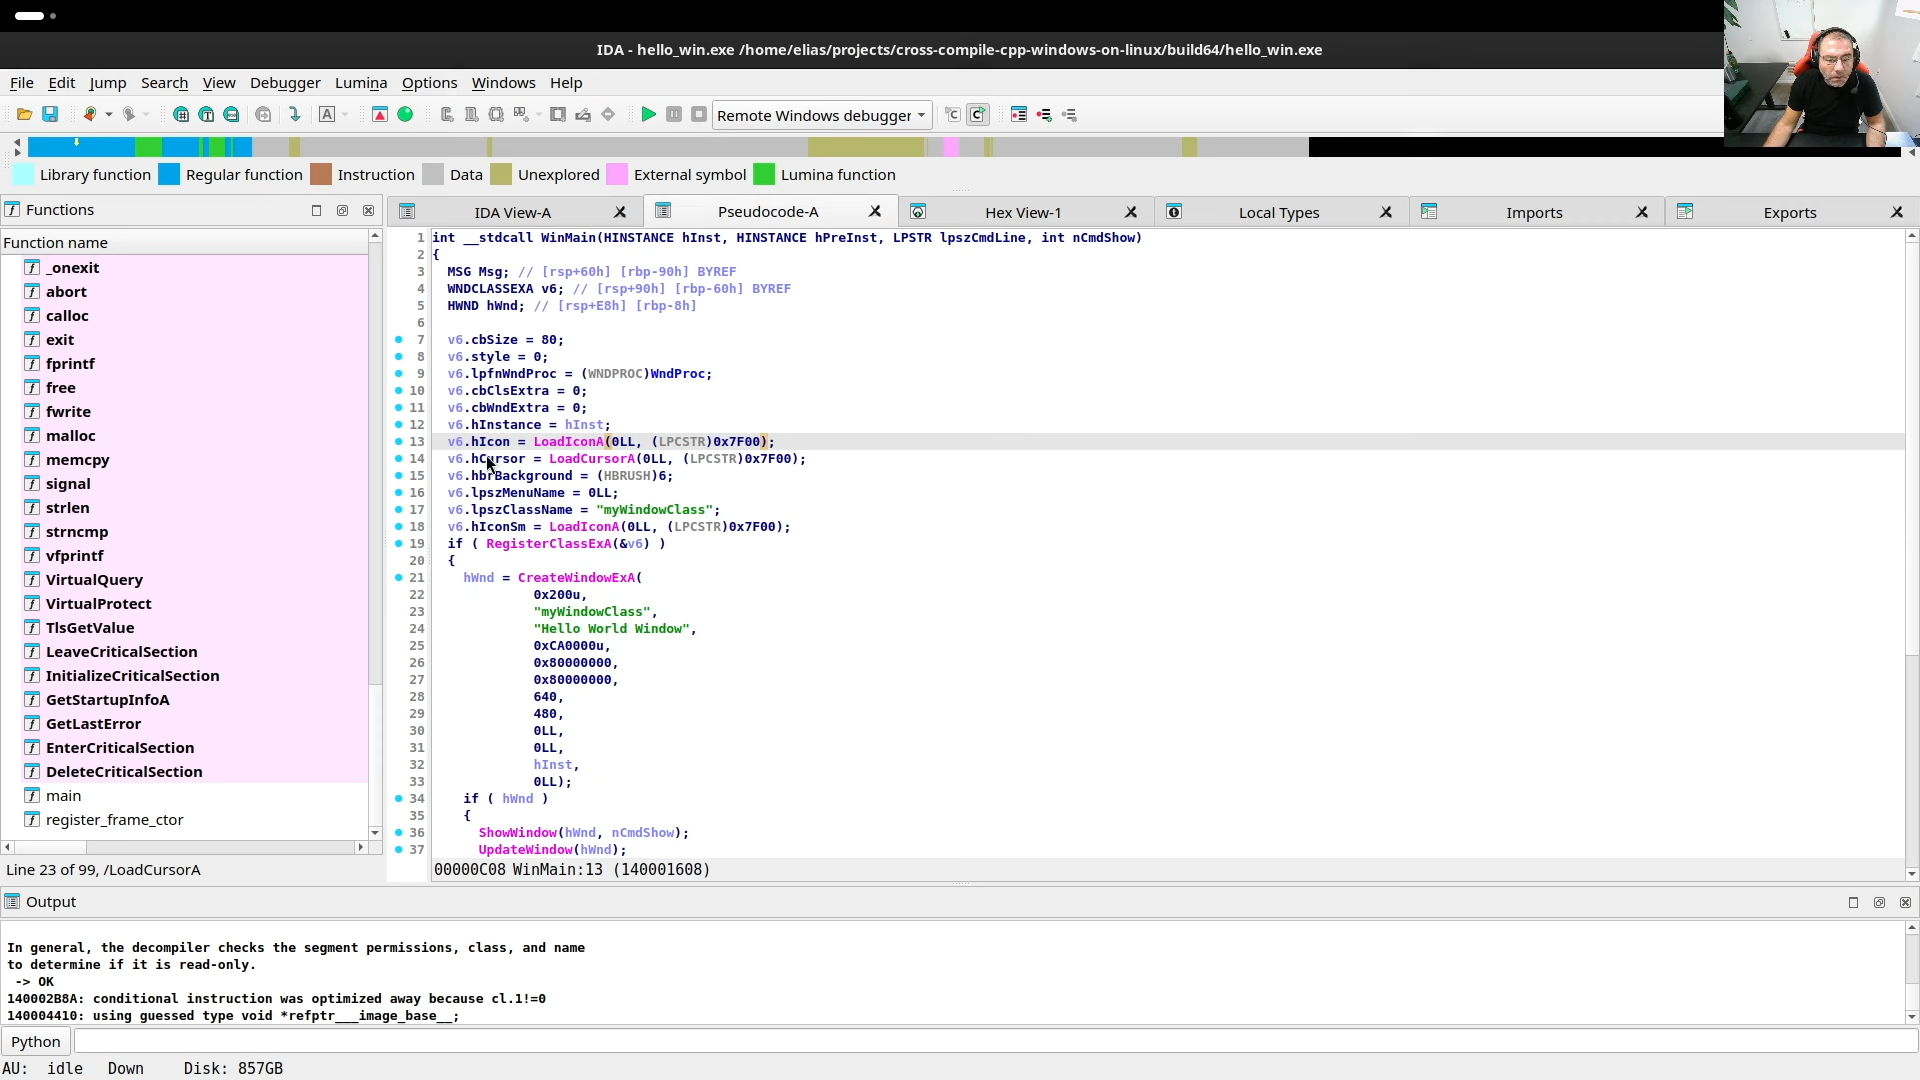 IDA - hello_win.exe /home/elias/projects/cross-compile-cpp-windows-on-linux/build64/hello_win.exe
File Edit Jump Search View Debugger Lumina Options Windows Help
Remote Windows debugger
Library function Regular function Instruction Data Unexplored External symbol Lumina function
Functions
Function name
_onexit
abort
calloc
exit
fprintf
free
fwrite
malloc
memcpy
signal
strlen
strncmp
vfprintf
VirtualQuery
VirtualProtect
TlsGetValue
LeaveCriticalSection
InitializeCriticalSection
GetStartupInfoA
GetLastError
EnterCriticalSection
DeleteCriticalSection
main
register_frame_ctor
Line 23 of 99, /LoadCursorA
IDA View-A Pseudocode-A Hex View-1 Local Types Imports Exports
1 int __stdcall WinMain(HINSTANCE hInst, HINSTANCE hPreInst, LPSTR lpszCmdLine, int nCmdShow)
2 {
3 MSG Msg; // [rsp+60h] [rbp-90h] BYREF
4 WNDCLASSEXA v6; // [rsp+90h] [rbp-60h] BYREF
5 HWND hWnd; // [rsp+E8h] [rbp-8h]
6
7 v6.cbSize = 80;
8 v6.style = 0;
9 v6.lpfnWndProc = (WNDPROC)WndProc;
10 v6.cbClsExtra = 0;
11 v6.cbWndExtra = 0;
12 v6.hInstance = hInst;
13 v6.hIcon = LoadIconA(0LL, (LPCSTR)0x7F00);
14 v6.hCursor = LoadCursorA(0LL, (LPCSTR)0x7F00);
15 v6.hbrBackground = (HBRUSH)6;
16 v6.lpszMenuName = 0LL;
17 v6.lpszClassName = "myWindowClass";
18 v6.hIconSm = LoadIconA(0LL, (LPCSTR)0x7F00);
19 if ( RegisterClassExA(&v6) )
20 {
21 hWnd = CreateWindowExA(
22 0x200u,
23 "myWindowClass",
24 "Hello World Window",
25 0xCA0000u,
26 0x80000000,
27 0x80000000,
28 640,
29 480,
30 0LL,
31 0LL,
32 hInst,
33 0LL);
34 if ( hWnd )
35 {
36 ShowWindow(hWnd, nCmdShow);
37 UpdateWindow(hWnd);
00000C08 WinMain:13 (140001608)
Output
In general, the decompiler checks the segment permissions, class, and name
to determine if it is read-only.
-> OK
140002B8A: conditional instruction was optimized away because cl.1!=0
140004410: using guessed type void *refptr___image_base__;
Python
AU: idle Down Disk: 857GB